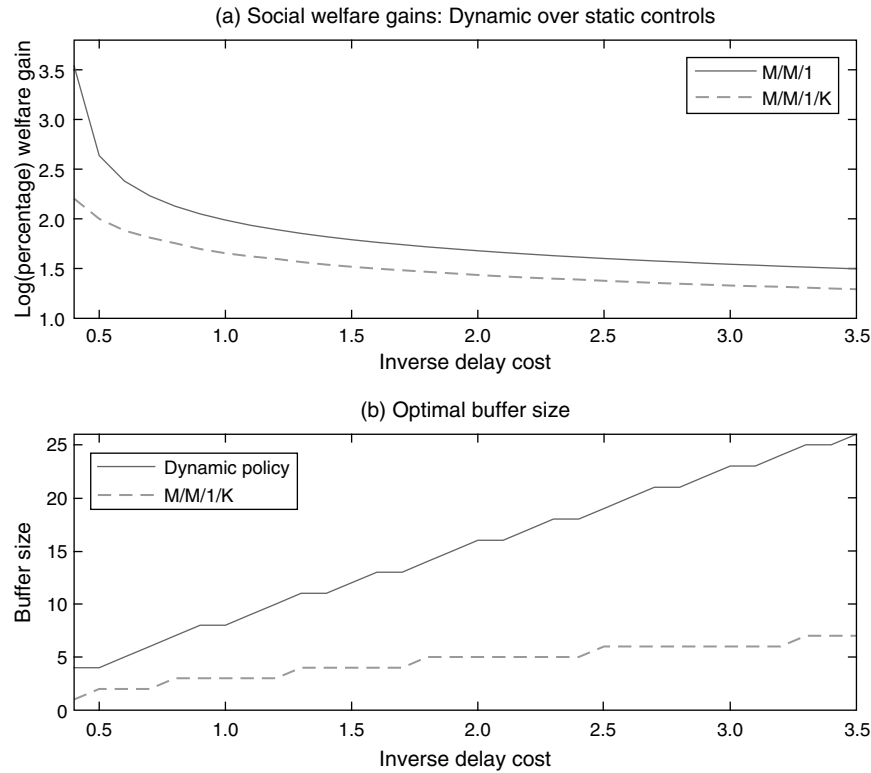 (a) Social welfare gains: Dynamic over static controls
Log(percentage) welfare gain
3.5
3.0
2.5
2.0
1.5
1.0
M/M/1
M/M/1/K
0.5 1.0 1.5 2.0 2.5 3.0 3.5
Inverse delay cost
(b) Optimal buffer size
Buffer size
25
20
15
10
5
0
Dynamic policy
M/M/1/K
0.5 1.0 1.5 2.0 2.5 3.0 3.5
Inverse delay cost